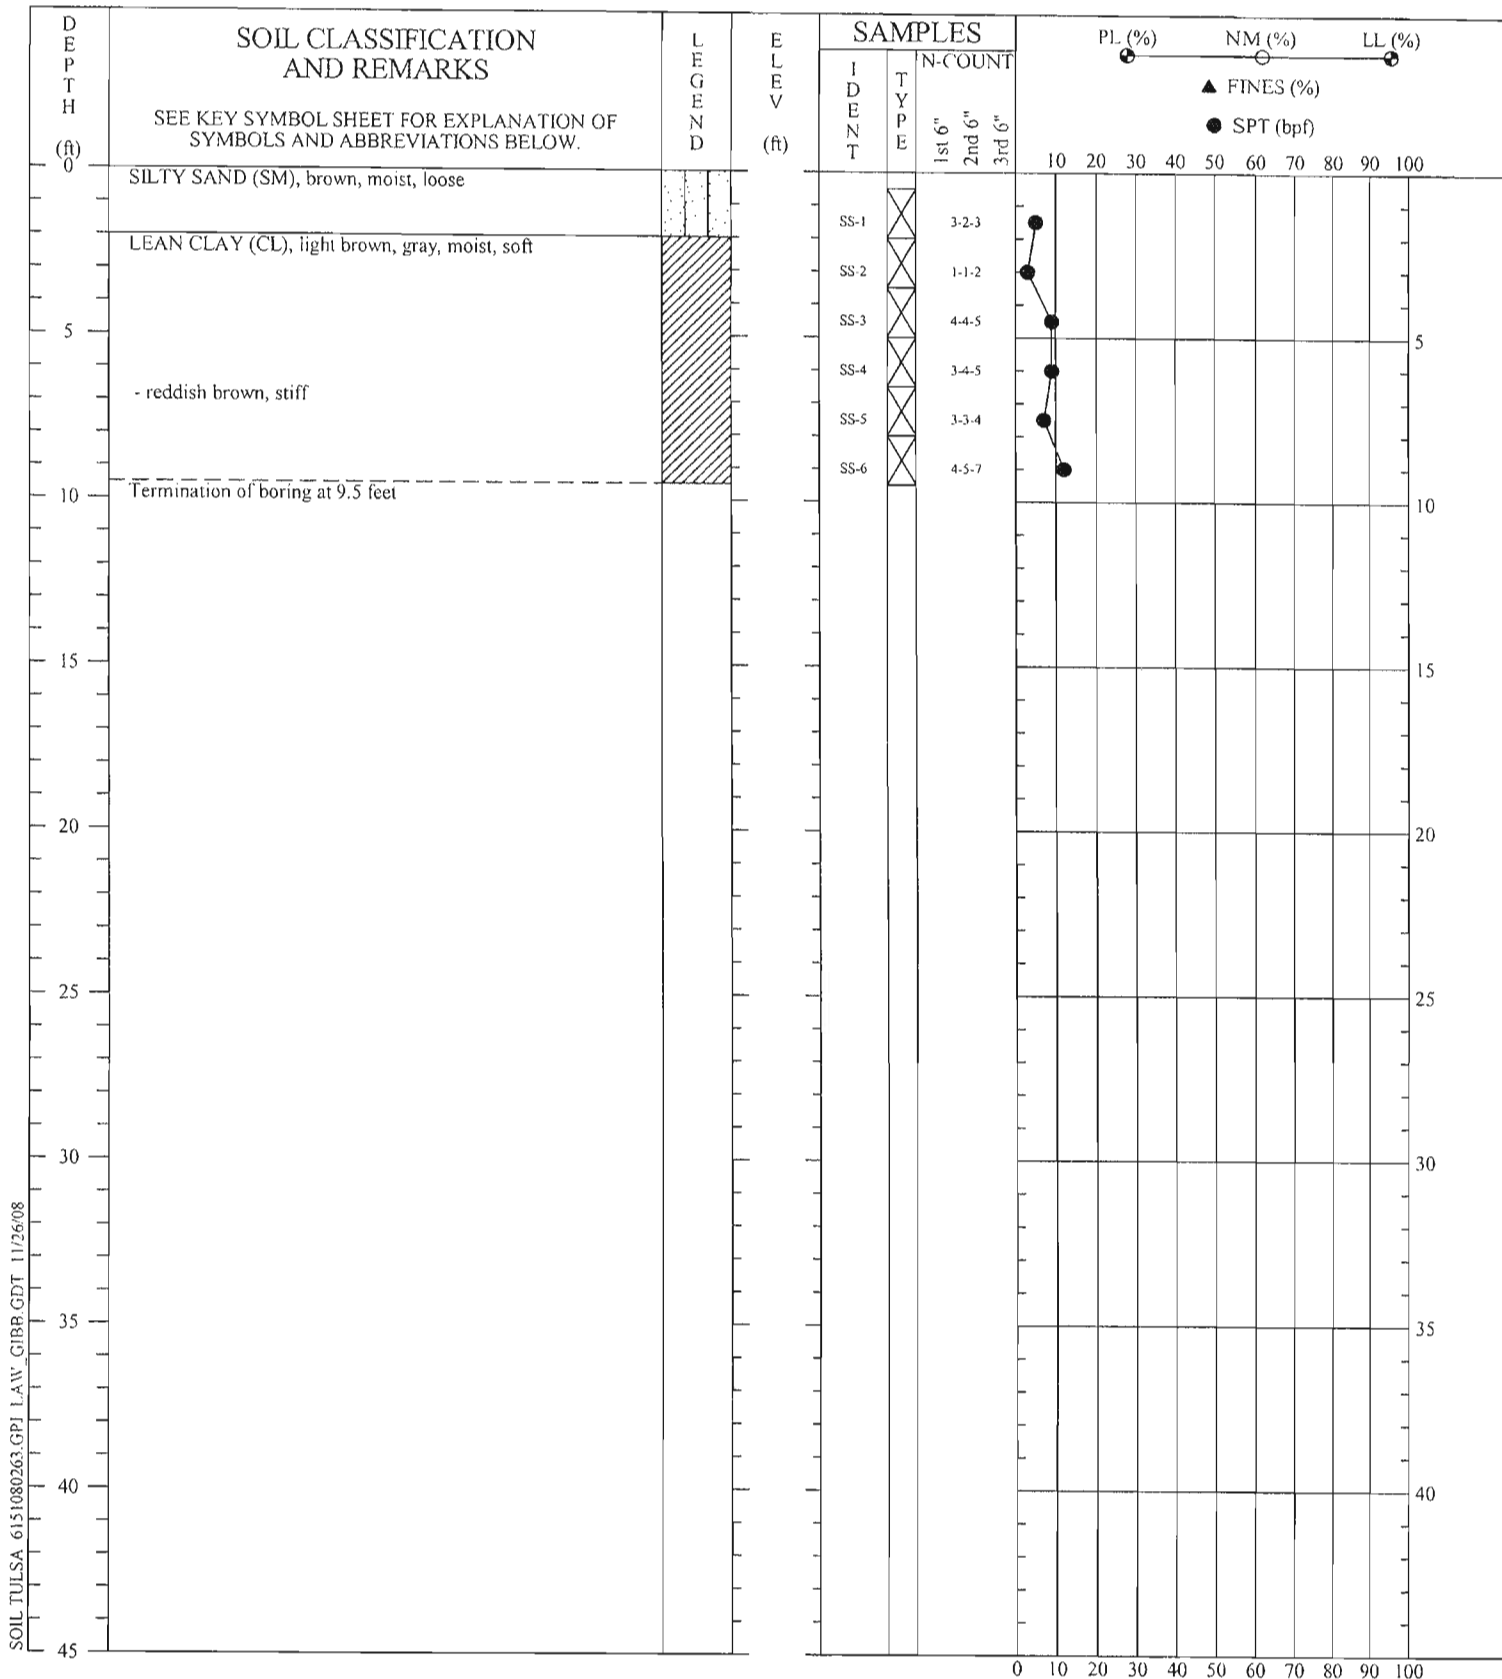 DEPTH (ft)
SOIL CLASSIFICATION
AND REMARKS
SEE KEY SYMBOL SHEET FOR EXPLANATION OF
SYMBOLS AND ABBREVIATIONS BELOW.
LEGEND
ELEV (ft)
SAMPLES
IDENT
TYPE
N-COUNT
1st 6"
2nd 6"
3rd 6"
PL (%) NM (%) LL (%)
▲ FINES (%)
● SPT (bpf)
10 20 30 40 50 60 70 80 90 100
0
SILTY SAND (SM), brown, moist, loose
SS-1 3-2-3
LEAN CLAY (CL), light brown, gray, moist, soft
SS-2 1-1-2
SS-3 4-4-5
5 5
SS-4 3-4-5
- reddish brown, stiff
SS-5 3-3-4
SS-6 4-5-7
Termination of boring at 9.5 feet
10 10
15 15
20 20
25 25
30 30
35 35
40 40
45
0 10 20 30 40 50 60 70 80 90 100
SOIL TULSA 6151080263.GPJ LAW_GIBB.GDT 11/26/08